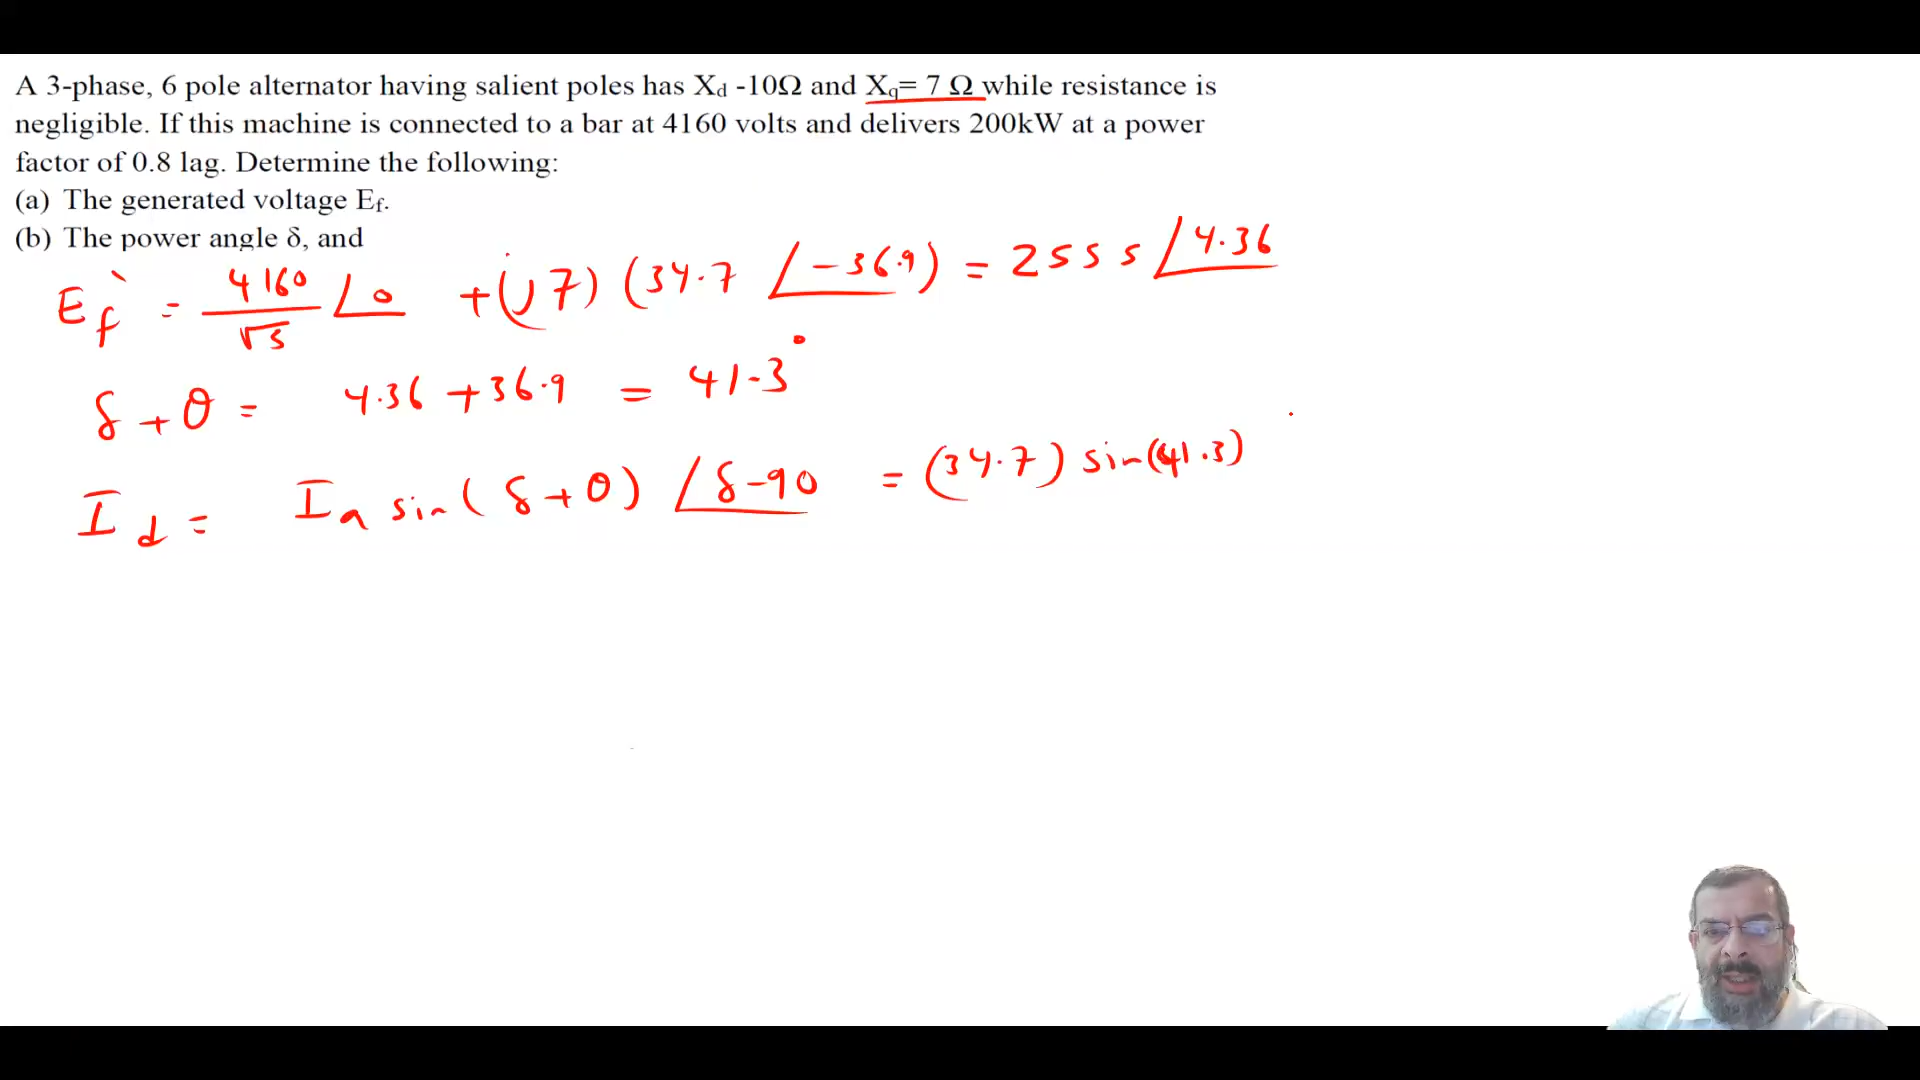 A 3-phase, 6 pole alternator having salient poles has Xd -10Ω and Xq= 7 Ω while resistance is
negligible. If this machine is connected to a bar at 4160 volts and delivers 200kW at a power
factor of 0.8 lag. Determine the following:
(a) The generated voltage Ef.
(b) The power angle δ, and
Ef` = 4160/√3 ∠0 + (j7) (34.7 ∠-36.9) = 2555 ∠4.36
δ + θ = 4.36 + 36.9 = 41.3°
Id = Ia sin(δ + θ) ∠δ-90 = (34.7) sin(41.3)